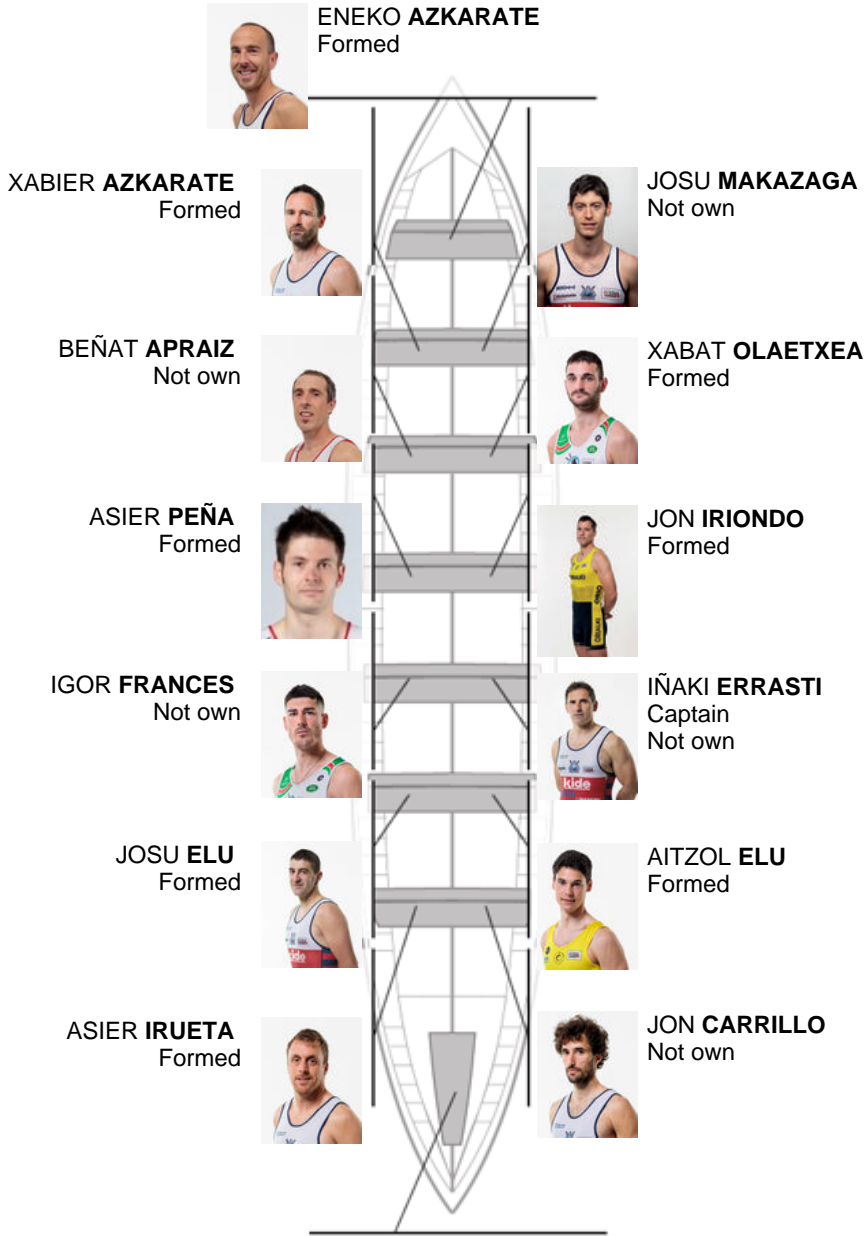 ENEKO AZKARATE
Formed
XABIER AZKARATE
Formed
JOSU MAKAZAGA
Not own
BEÑAT APRAIZ
Not own
XABAT OLAETXEA
Formed
ASIER PEÑA
Formed
JON IRIONDO
Formed
IGOR FRANCES
Not own
IÑAKI ERRASTI
Captain
Not own
kide
JOSU ELU
Formed
kide
AITZOL ELU
Formed
ASIER IRUETA
Formed
JON CARRILLO
Not own